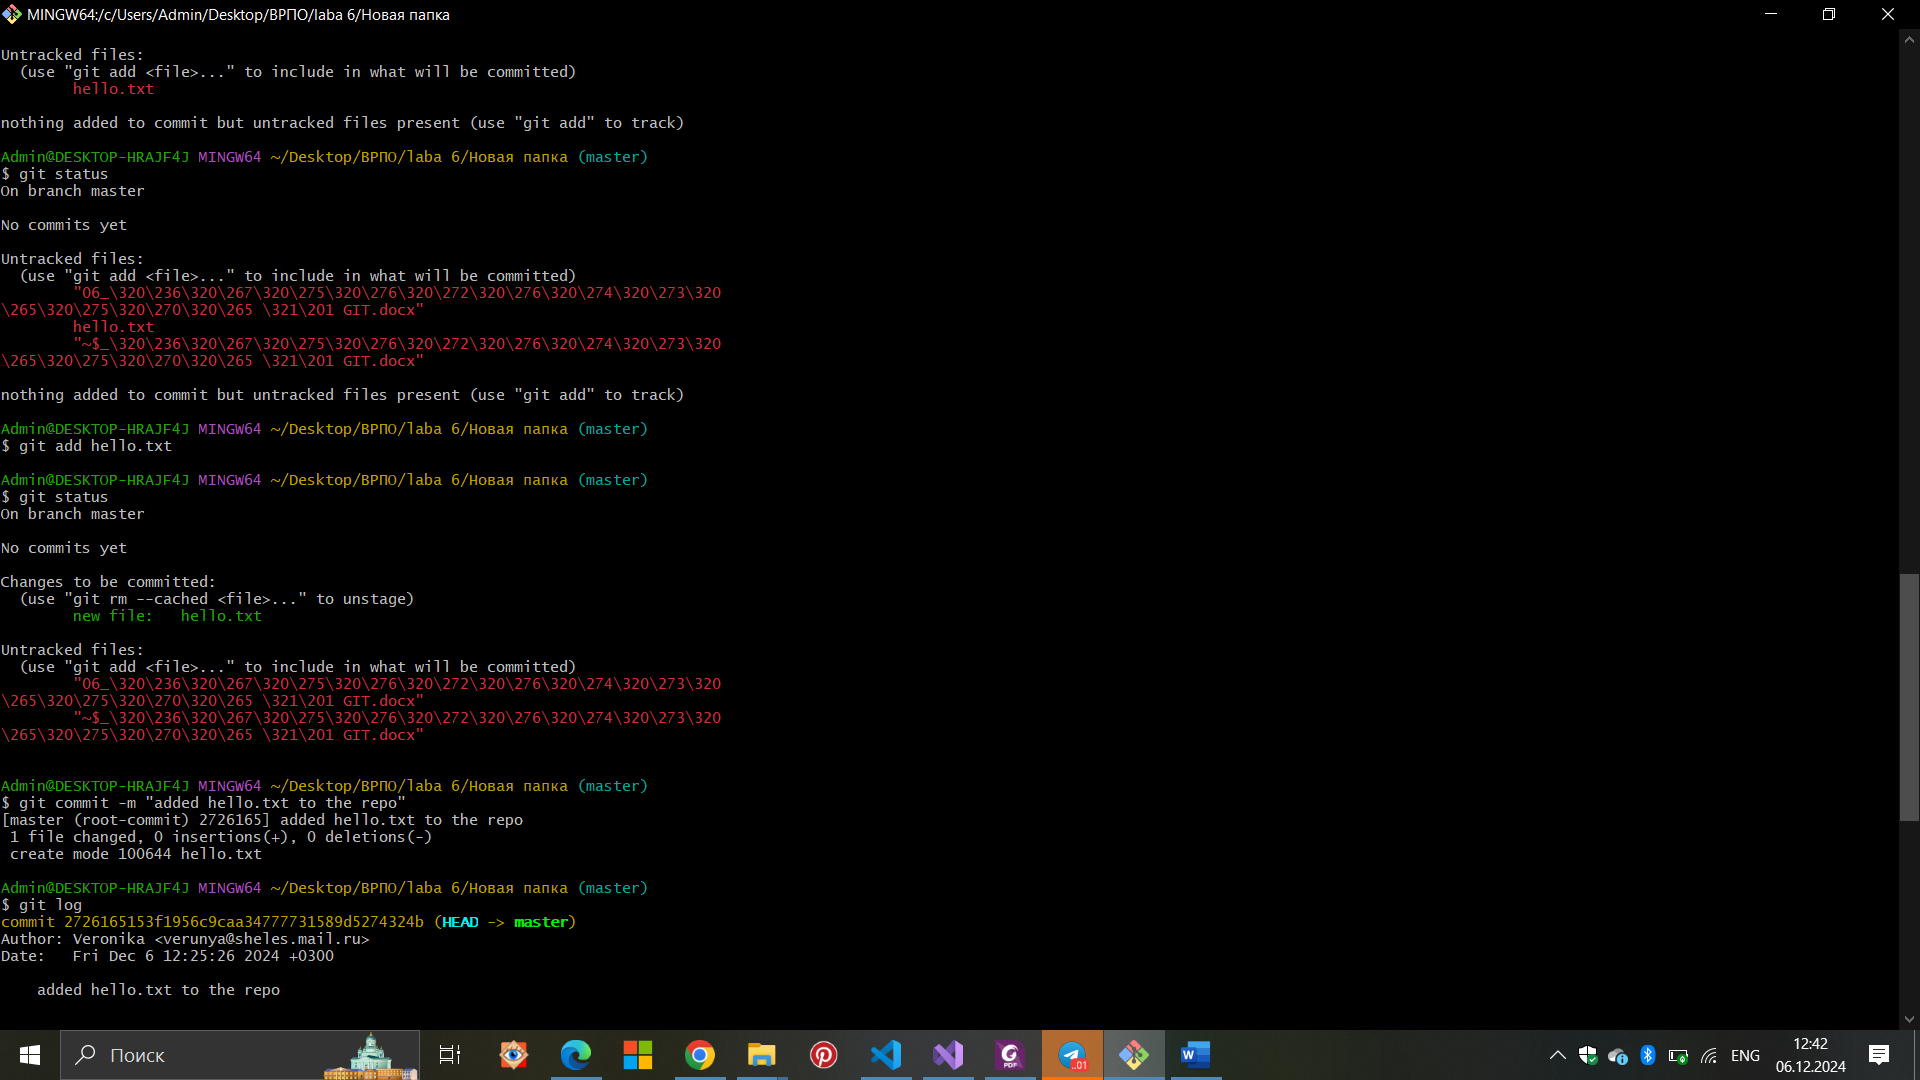 MINGW64:/c/Users/Admin/Desktop/ВРПО/laba 6/Новая папка
Untracked files:
  (use "git add <file>..." to include in what will be committed)
        hello.txt
nothing added to commit but untracked files present (use "git add" to track)
Admin@DESKTOP-HRAJF4J MINGW64 ~/Desktop/ВРПО/laba 6/Новая папка (master)
$ git status
On branch master
No commits yet
Untracked files:
  (use "git add <file>..." to include in what will be committed)
        "06_\320\236\320\267\320\275\320\276\320\272\320\276\320\274\320\273\320
\265\320\275\320\270\320\265 \321\201 GIT.docx"
        hello.txt
        "~$_\320\236\320\267\320\275\320\276\320\272\320\276\320\274\320\273\320
\265\320\275\320\270\320\265 \321\201 GIT.docx"
nothing added to commit but untracked files present (use "git add" to track)
Admin@DESKTOP-HRAJF4J MINGW64 ~/Desktop/ВРПО/laba 6/Новая папка (master)
$ git add hello.txt
Admin@DESKTOP-HRAJF4J MINGW64 ~/Desktop/ВРПО/laba 6/Новая папка (master)
$ git status
On branch master
No commits yet
Changes to be committed:
  (use "git rm --cached <file>..." to unstage)
        new file:   hello.txt
Untracked files:
  (use "git add <file>..." to include in what will be committed)
        "06_\320\236\320\267\320\275\320\276\320\272\320\276\320\274\320\273\320
\265\320\275\320\270\320\265 \321\201 GIT.docx"
        "~$_\320\236\320\267\320\275\320\276\320\272\320\276\320\274\320\273\320
\265\320\275\320\270\320\265 \321\201 GIT.docx"
Admin@DESKTOP-HRAJF4J MINGW64 ~/Desktop/ВРПО/laba 6/Новая папка (master)
$ git commit -m "added hello.txt to the repo"
[master (root-commit) 2726165] added hello.txt to the repo
 1 file changed, 0 insertions(+), 0 deletions(-)
 create mode 100644 hello.txt
Admin@DESKTOP-HRAJF4J MINGW64 ~/Desktop/ВРПО/laba 6/Новая папка (master)
$ git log
commit 2726165153f1956c9caa34777731589d5274324b (HEAD -> master)
Author: Veronika <verunya@sheles.mail.ru>
Date:   Fri Dec 6 12:25:26 2024 +0300
    added hello.txt to the repo
Поиск
PDF
..01
W
ENG
12:42
06.12.2024